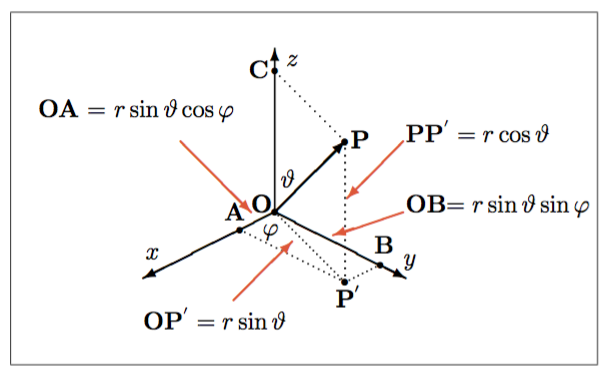 z
C
OA = r sin ϑ cos φ
P
PP′ = r cos ϑ
ϑ
A
O
OB= r sin ϑ sin φ
φ
B
x
y
P′
OP′ = r sin ϑ